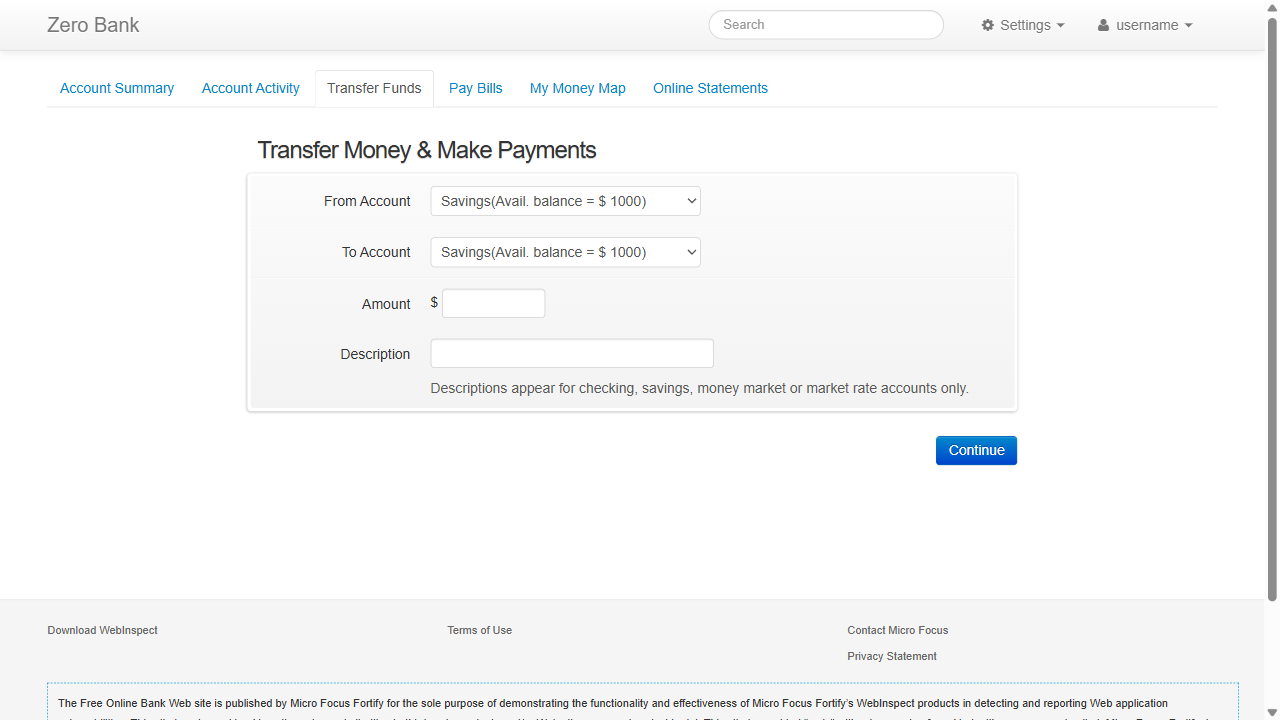 Zero Bank
Search
Settings
username
Account Summary
Account Activity
Transfer Funds
Pay Bills
My Money Map
Online Statements
Transfer Money & Make Payments
From Account
Savings(Avail. balance = $ 1000)
To Account
Savings(Avail. balance = $ 1000)
Amount
$
Description
Descriptions appear for checking, savings, money market or market rate accounts only.
Continue
Download WebInspect
Terms of Use
Contact Micro Focus
Privacy Statement
The Free Online Bank Web site is published by Micro Focus Fortify for the sole purpose of demonstrating the functionality and effectiveness of Micro Focus Fortify's WebInspect products in detecting and reporting Web application